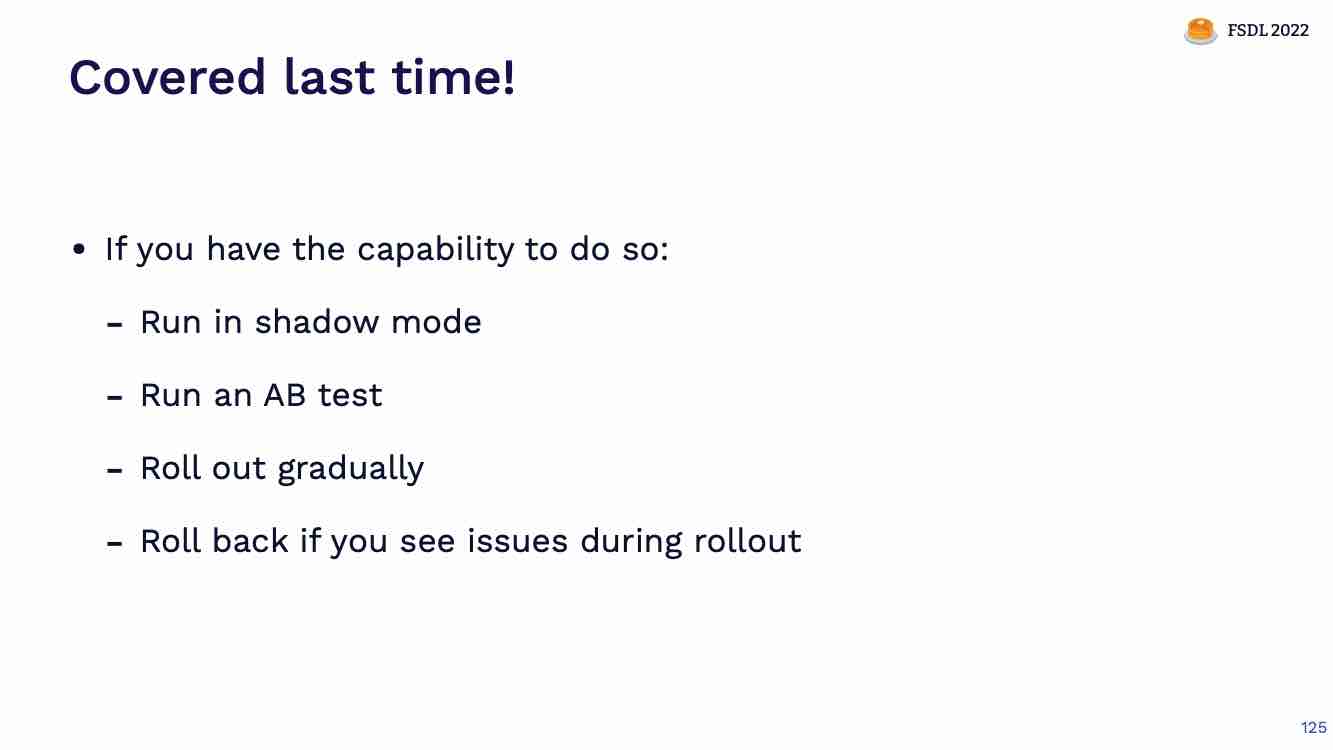 FSDL 2022
Covered last time!
• If you have the capability to do so:
– Run in shadow mode
– Run an AB test
– Roll out gradually
– Roll back if you see issues during rollout
125